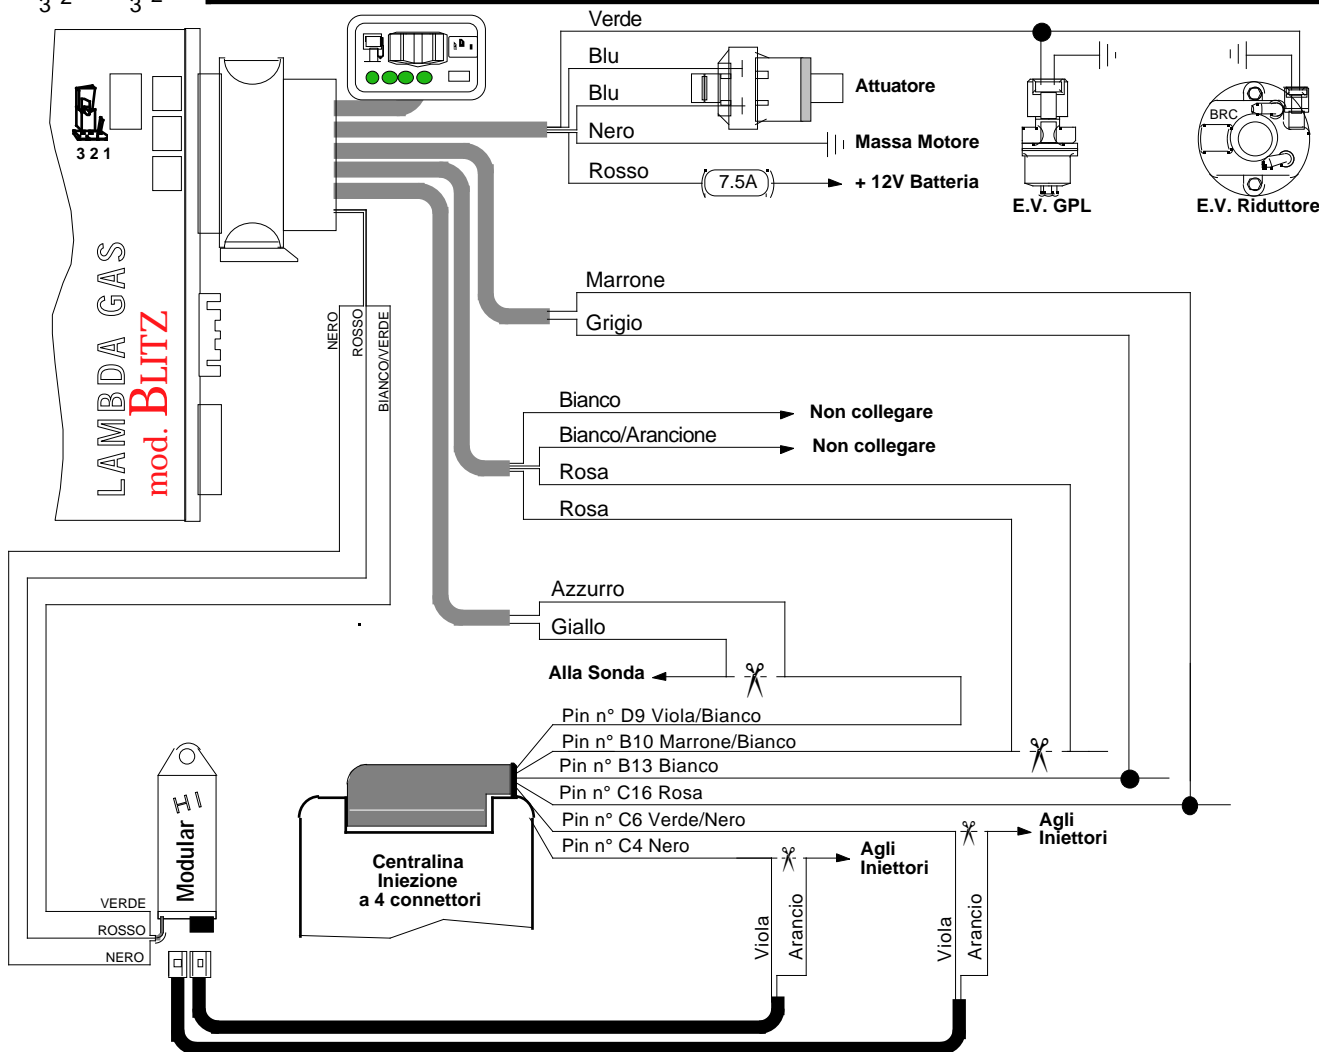 3 2
3 2
Verde
Blu
Blu
Nero
Rosso
7.5A
Attuatore
Massa Motore
+ 12V Batteria
E.V. GPL
BRC
E.V. Riduttore
3 2 1
LAMBDA GAS
mod. BLITZ
NERO
ROSSO
BIANCO/VERDE
Marrone
Grigio
Bianco
Non collegare
Bianco/Arancione
Non collegare
Rosa
Rosa
Azzurro
Giallo
Alla Sonda
Pin n° D9 Viola/Bianco
Pin n° B10 Marrone/Bianco
Pin n° B13 Bianco
Pin n° C16 Rosa
Pin n° C6 Verde/Nero
Pin n° C4 Nero
Agli
Iniettori
Agli
Iniettori
Centralina
Iniezione
a 4 connettori
Modular HI
VERDE
ROSSO
NERO
Viola
Arancio
Viola
Arancio